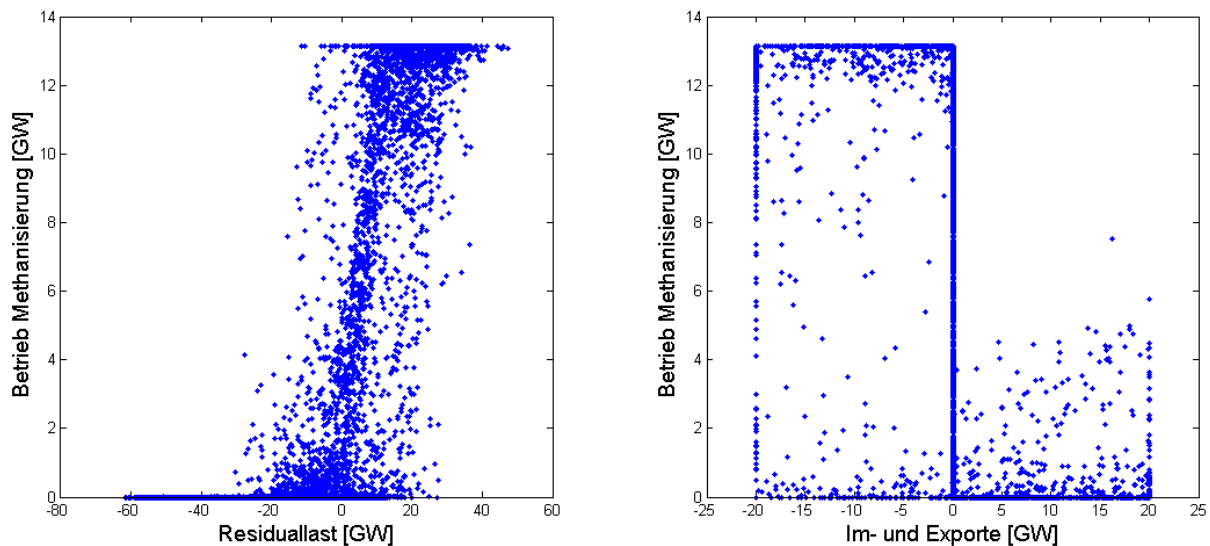 14
12
10
8
6
4
2
0
Betrieb Methanisierung [GW]
-80 -60 -40 -20 0 20 40 60
Residuallast [GW]
14
12
10
8
6
4
2
0
Betrieb Methanisierung [GW]
-25 -20 -15 -10 -5 0 5 10 15 20 25
Im- und Exporte [GW]